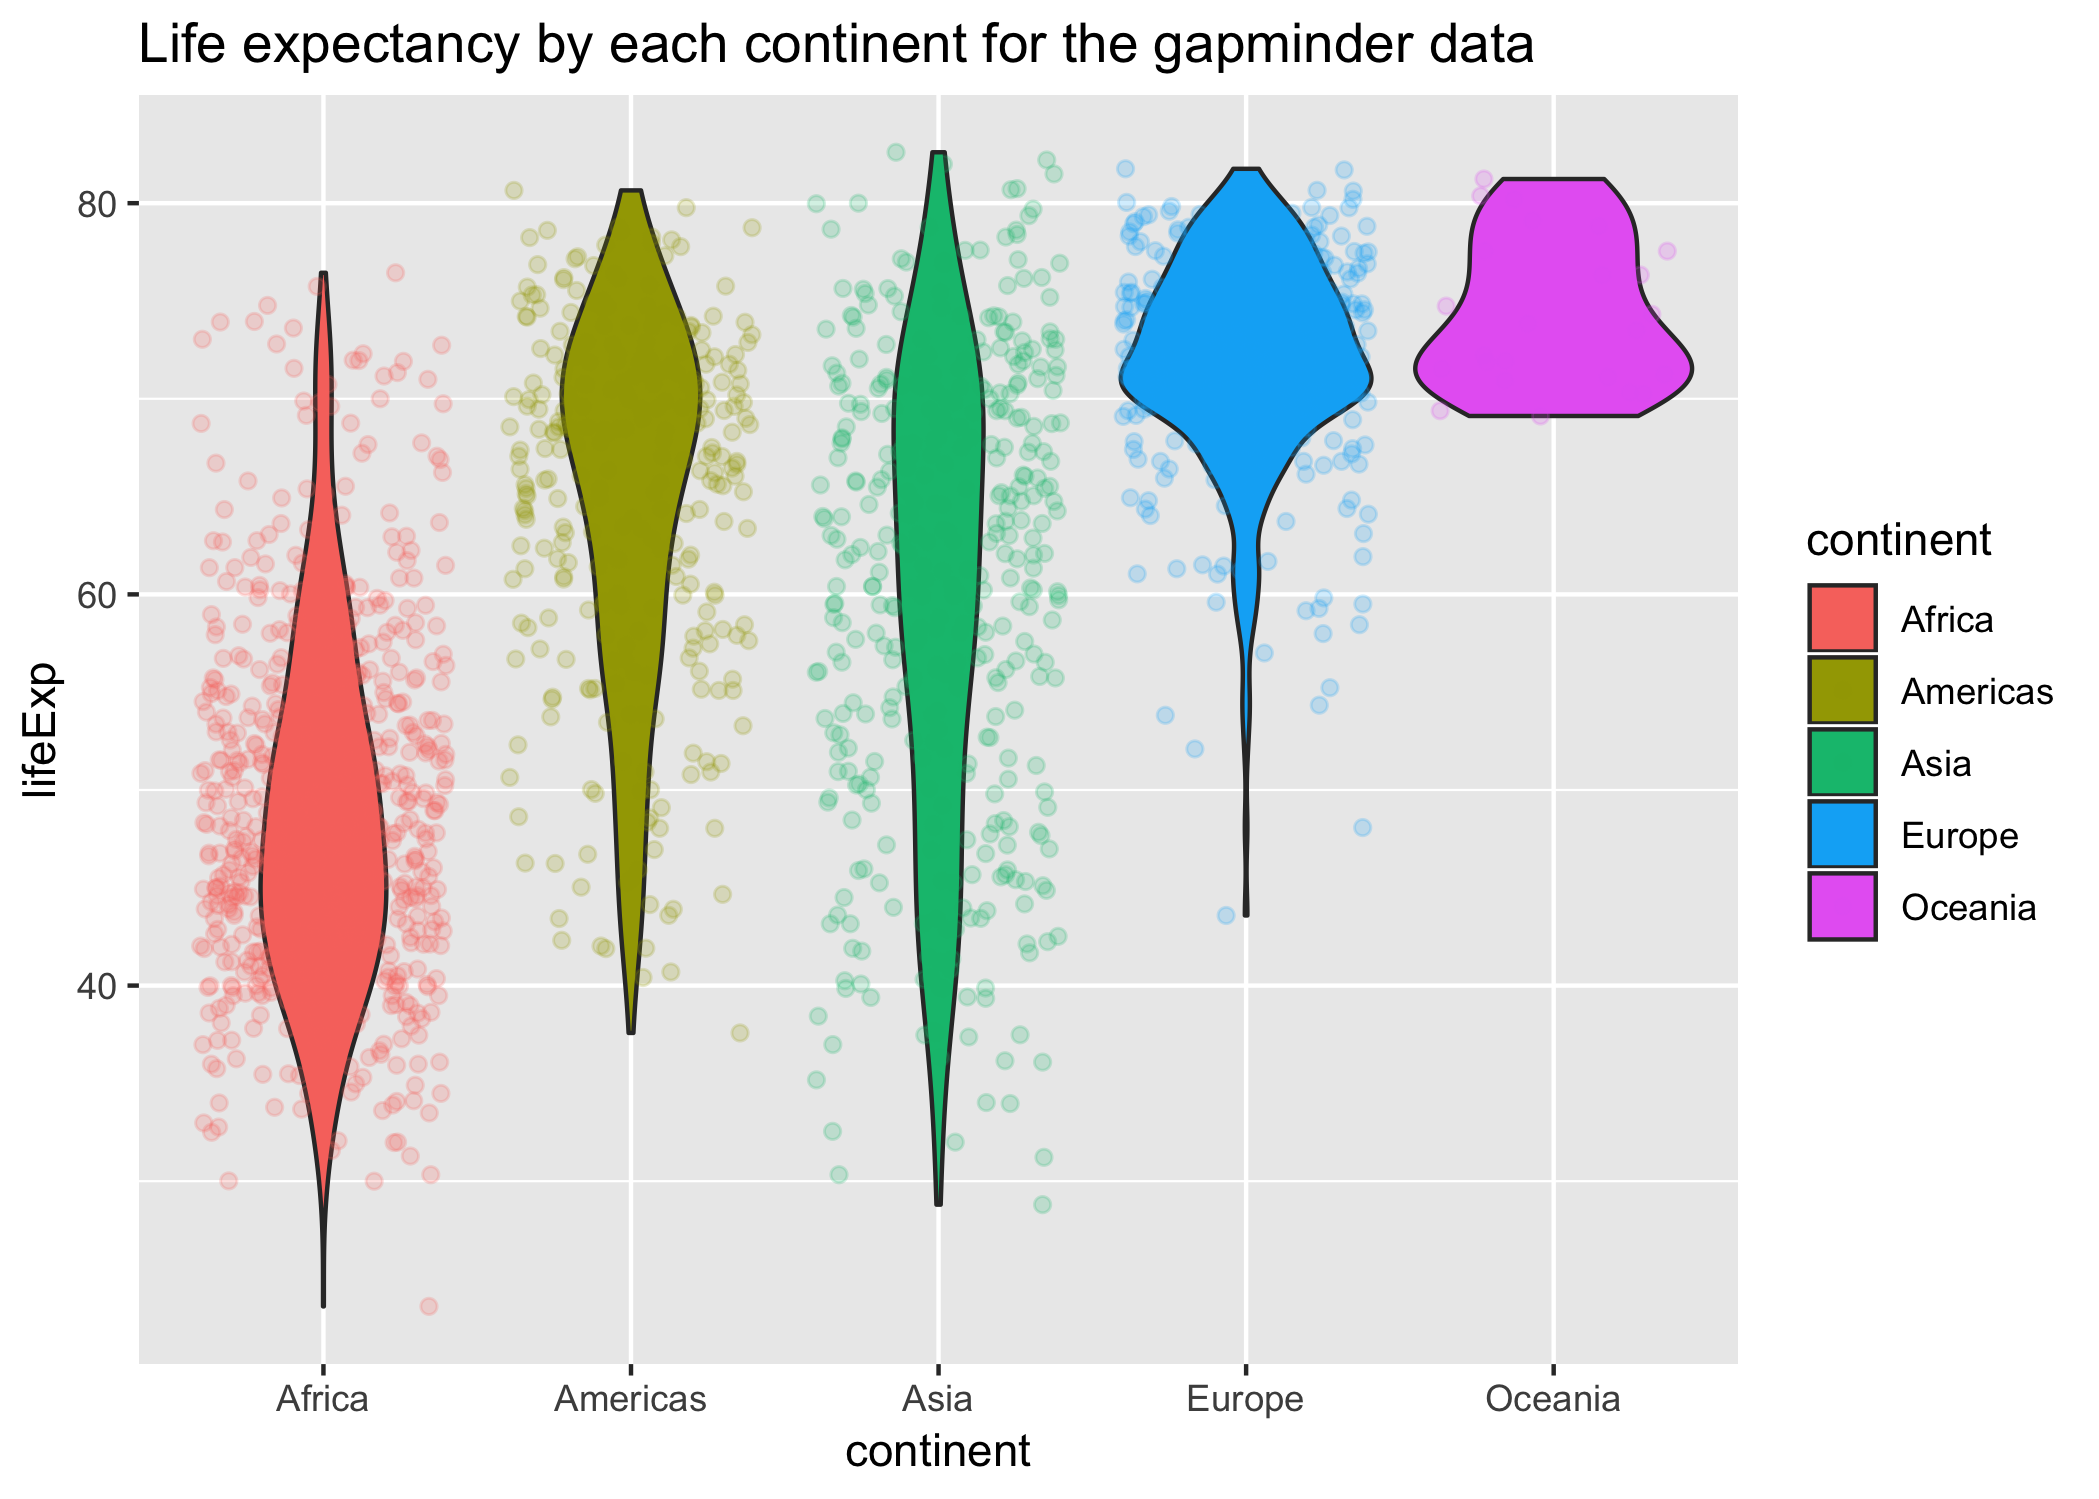 Life expectancy by each continent for the gapminder data
80
60
40
lifeExp
Africa
Americas
Asia
Europe
Oceania
continent
continent
Africa
Americas
Asia
Europe
Oceania